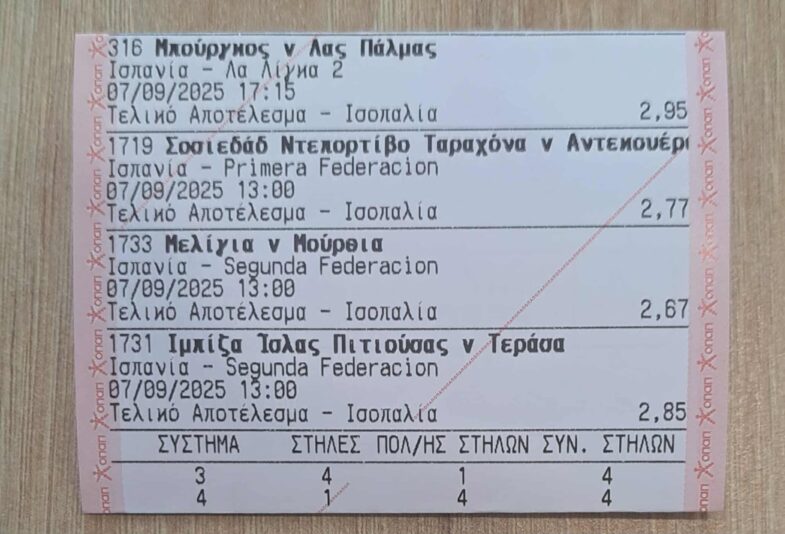 316 Μπούργκος v Λας Πάλμας
Ισπανία - Λα Λίγκα 2
07/09/2025 17:15
Τελικό Αποτέλεσμα - Ισοπαλία 2,95
1719 Σοσιεδάδ Ντεπορτίβο Ταραχόνα v Αντεκουέρ
Ισπανία - Primera Federacion
07/09/2025 13:00
Τελικό Αποτέλεσμα - Ισοπαλία 2,77
1733 Μελίγια v Μούρθια
Ισπανία - Segunda Federacion
07/09/2025 13:00
Τελικό Αποτέλεσμα - Ισοπαλία 2,67
1731 Ιμπίζα Ίσλας Πιτιούσας v Τεράσα
Ισπανία - Segunda Federacion
07/09/2025 13:00
Τελικό Αποτέλεσμα - Ισοπαλία 2,85
ΣΥΣΤΗΜΑ ΣΤΗΛΕΣ ΠΟΛ/ΗΣ ΣΤΗΛΩΝ ΣΥΝ. ΣΤΗΛΩΝ
3 4 1 4
4 1 4 4